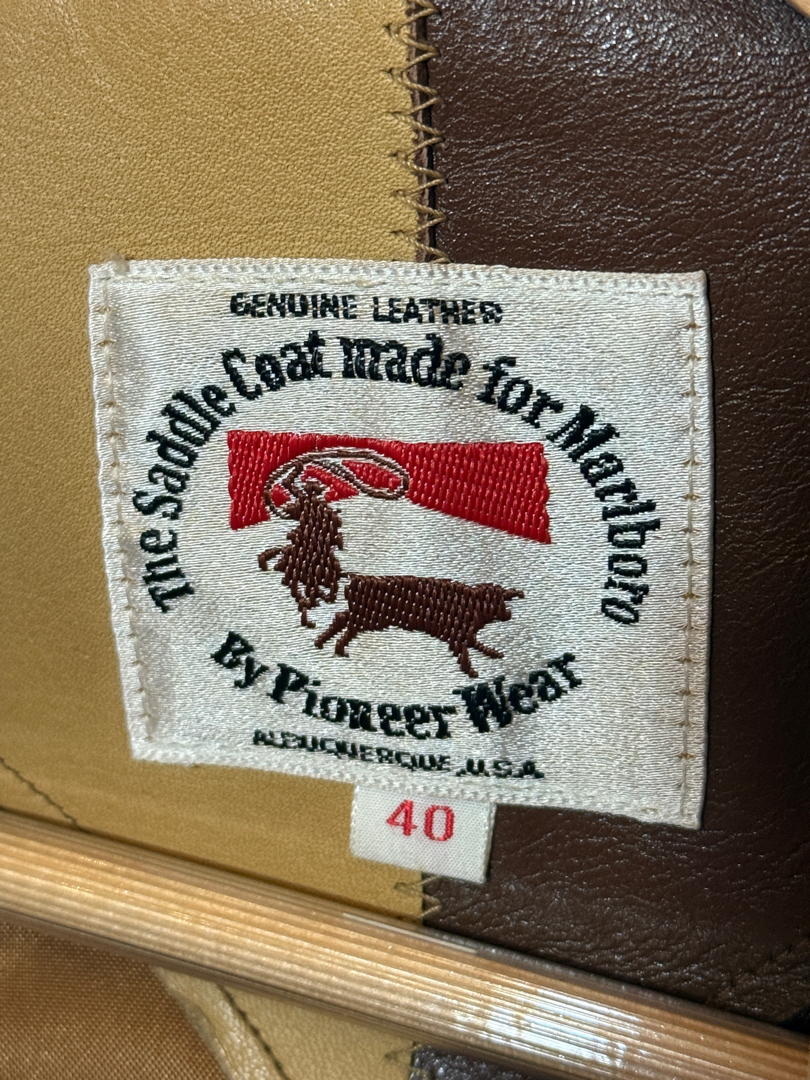 GENUINE LEATHER
The Saddle Coat made for Marlboro
By Pioneer Wear
ALBUQUERQUE, U.S.A.
40